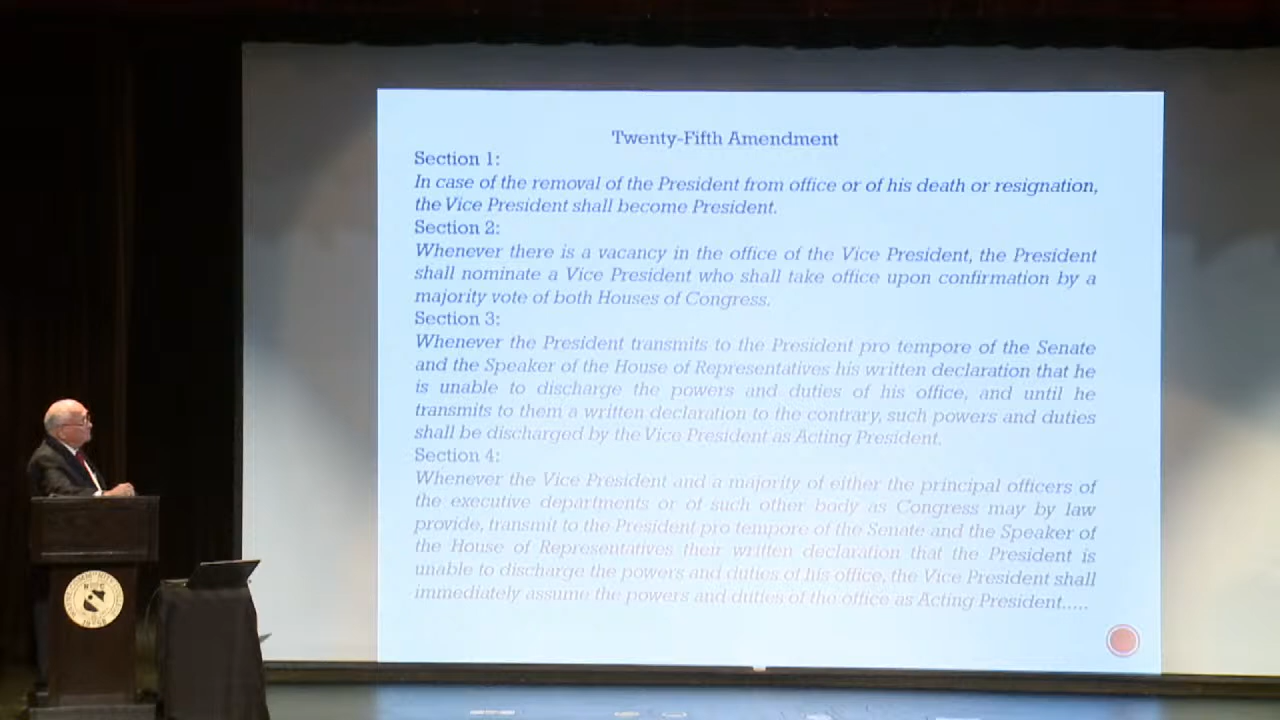 Twenty-Fifth Amendment
Section 1:
In case of the removal of the President from office or of his death or resignation,
the Vice President shall become President.
Section 2:
Whenever there is a vacancy in the office of the Vice President, the President
shall nominate a Vice President who shall take office upon confirmation by a
majority vote of both Houses of Congress.
Section 3:
Whenever the President transmits to the President pro tempore of the Senate
and the Speaker of the House of Representatives his written declaration that he
is unable to discharge the powers and duties of his office, and until he
transmits to them a written declaration to the contrary, such powers and duties
shall be discharged by the Vice President as Acting President.
Section 4:
Whenever the Vice President and a majority of either the principal officers of
the executive departments or of such other body as Congress may by law
provide, transmit to the President pro tempore of the Senate and the Speaker of
the House of Representatives their written declaration that the President is
unable to discharge the powers and duties of his office, the Vice President shall
immediately assume the powers and duties of the office as Acting President.....